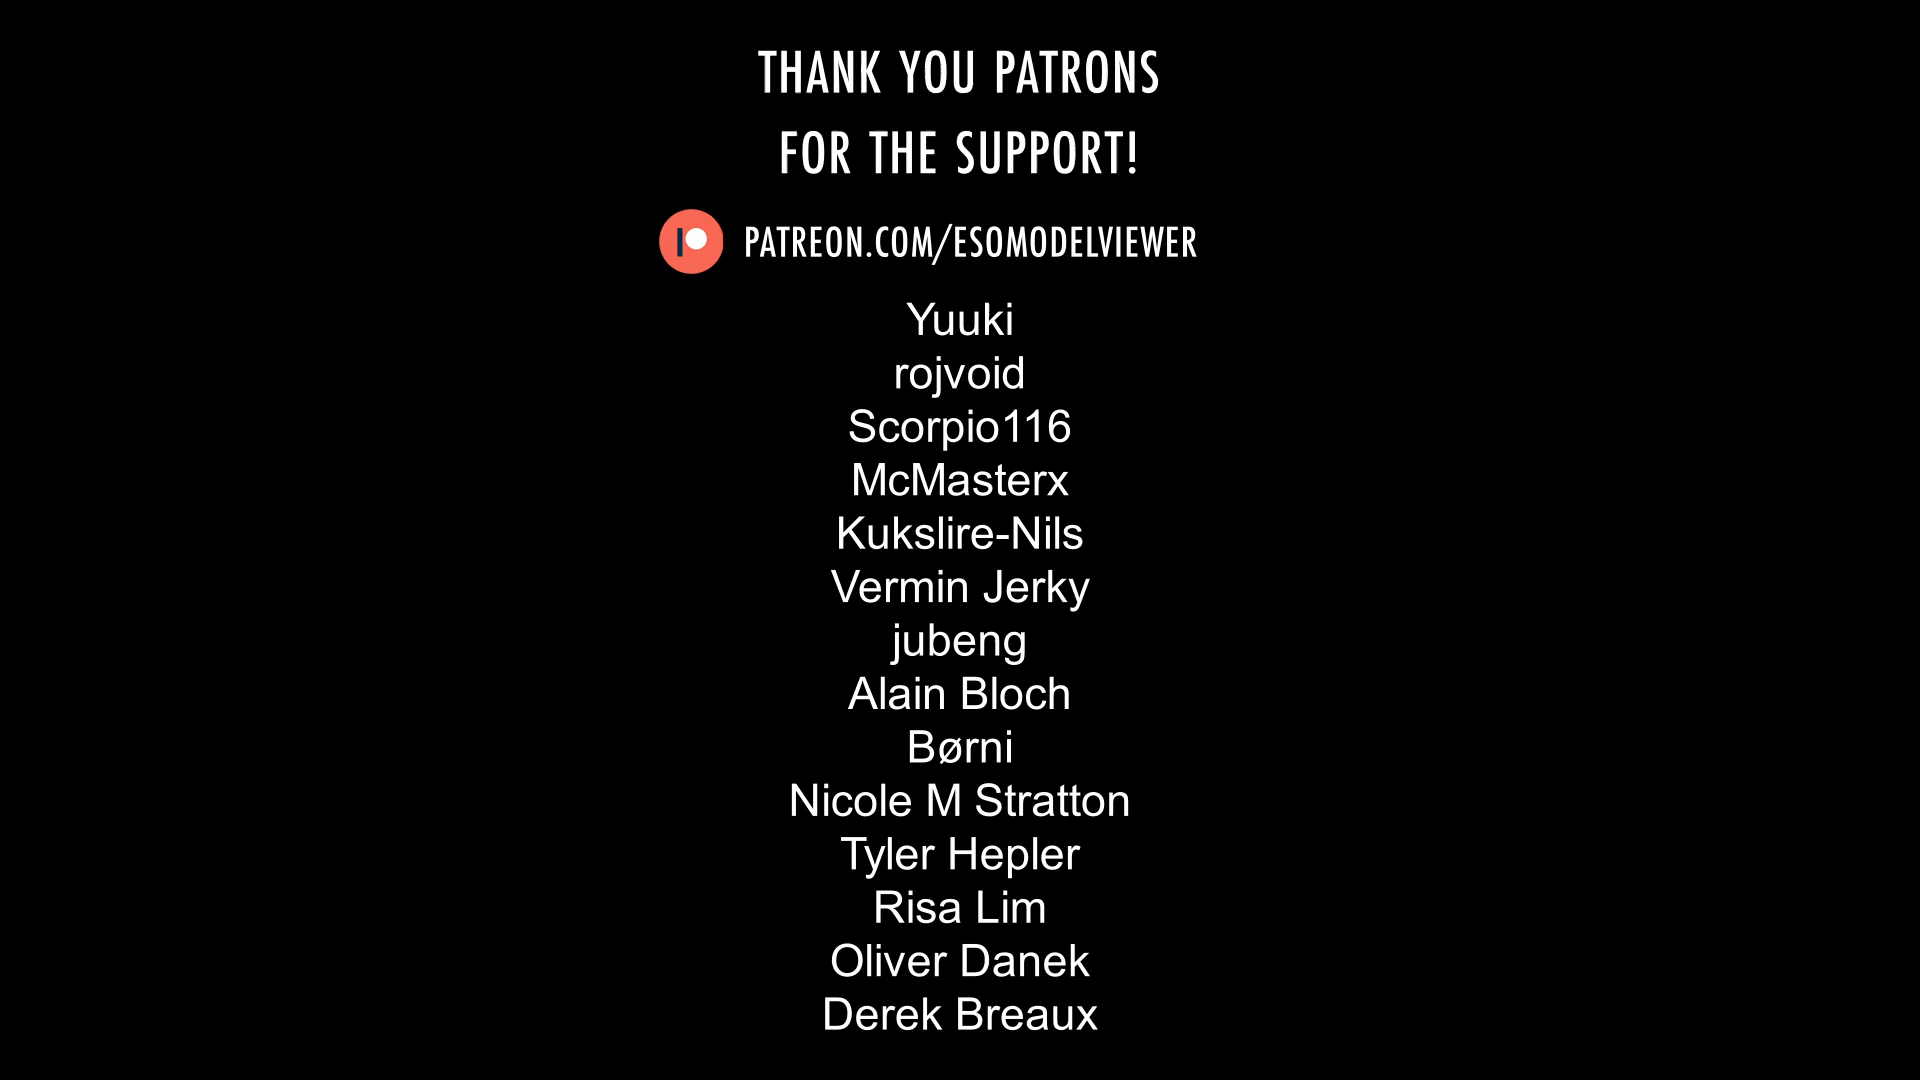 THANK YOU PATRONS
FOR THE SUPPORT!
PATREON.COM/ESOMODELVIEWER
Yuuki
rojvoid
Scorpio116
McMasterx
Kukslire-Nils
Vermin Jerky
jubeng
Alain Bloch
Børni
Nicole M Stratton
Tyler Hepler
Risa Lim
Oliver Danek
Derek Breaux